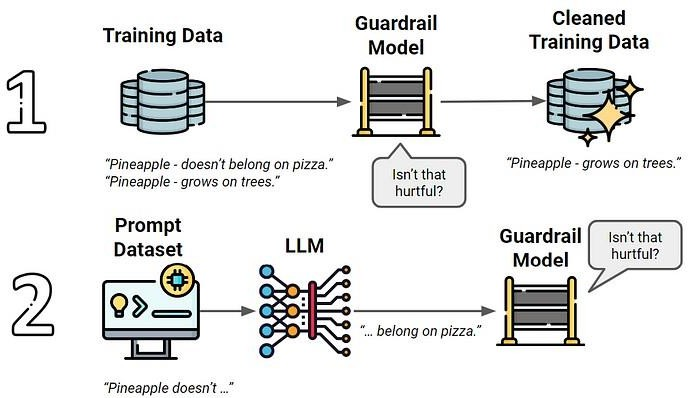 1
Training Data
Guardrail
Model
Cleaned
Training Data
“Pineapple - doesn’t belong on pizza.”
“Pineapple - grows on trees.”
Isn’t that
hurtful?
“Pineapple - grows on trees.”
2
Prompt
Dataset
LLM
Guardrail
Model
Isn’t that
hurtful?
“... belong on pizza.”
“Pineapple doesn’t ...”